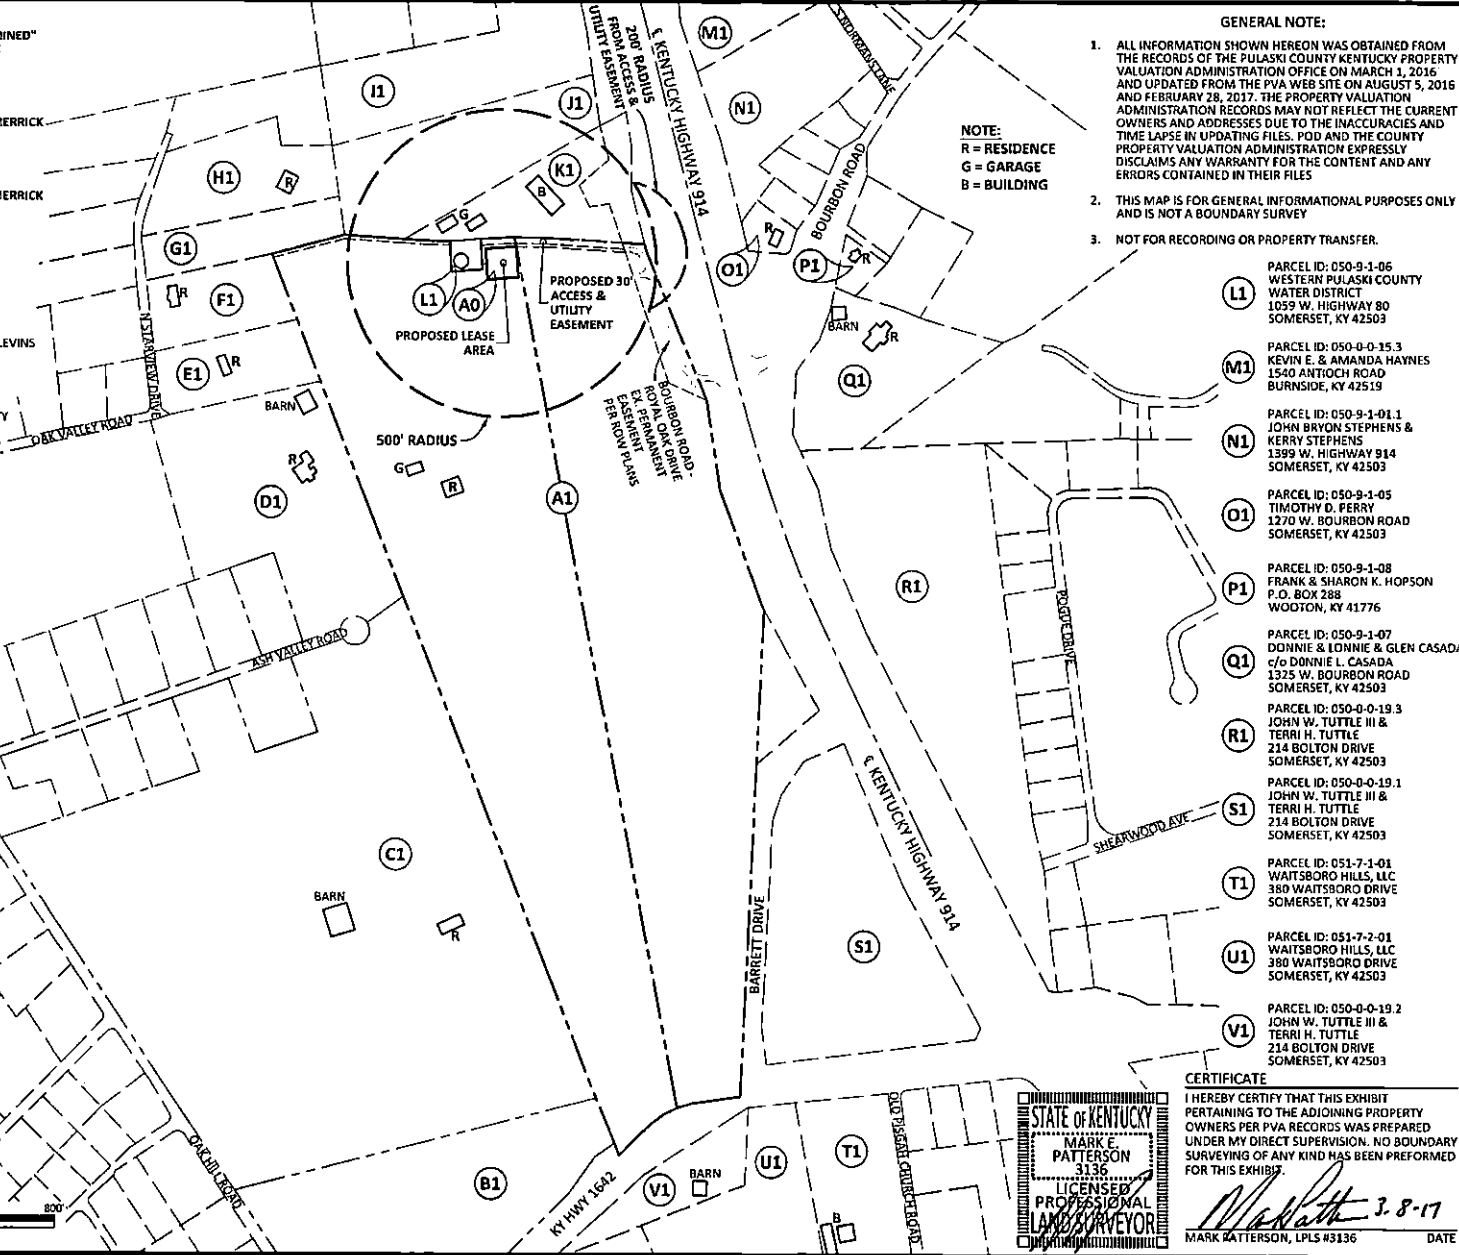 GENERAL NOTE:
1. ALL INFORMATION SHOWN HEREON WAS OBTAINED FROM
THE RECORDS OF THE PULASKI COUNTY KENTUCKY PROPERTY
VALUATION ADMINISTRATION OFFICE ON MARCH 1, 2016
AND UPDATED FROM THE PVA WEB SITE ON AUGUST 5, 2016
AND FEBRUARY 28, 2017. THE PROPERTY VALUATION
ADMINISTRATION RECORDS MAY NOT REFLECT THE CURRENT
OWNERS AND ADDRESSES DUE TO THE INACCURACIES AND
TIME LAPSE IN UPDATING FILES. POD AND THE COUNTY
PROPERTY VALUATION ADMINISTRATION EXPRESSLY
DISCLAIMS ANY WARRANTY FOR THE CONTENT AND ANY
ERRORS CONTAINED IN THEIR FILES
2. THIS MAP IS FOR GENERAL INFORMATIONAL PURPOSES ONLY
AND IS NOT A BOUNDARY SURVEY
3. NOT FOR RECORDING OR PROPERTY TRANSFER.
NOTE:
R = RESIDENCE
G = GARAGE
B = BUILDING
INED"
ERRICK
ERRICK
LEVINS
Y
200' RADIUS
FROM ACCESS &
UTILITY EASEMENT
℄ KENTUCKY HIGHWAY 914
S NORMANS LANE
BOURBON ROAD
M1
N1
I1
J1
K1
B
H1
R
G
G1
F1
R
E1
R
L1
A0
O1
R
P1
R
PROPOSED 30'
ACCESS &
UTILITY
EASEMENT
PROPOSED LEASE
AREA
N STARVIEW DRIVE
BARN
R
Q1
BARN
OAK VALLEY ROAD
500' RADIUS
BOURBON ROAD-
ROYAL OAK DRIVE
EX. PERMANENT
EASEMENT
PER ROW PLANS
R
G
R
D1
A1
R1
POGUE DRIVE
ASH VALLEY ROAD
℄ KENTUCKY HIGHWAY 914
SHEARWOOD AVE
C1
BARN
R
S1
BARRETT DRIVE
OAK HILL ROAD
800'
B1
KY HWY 1642
V1
BARN
U1
T1
B
OLD PISGAH CHURCH ROAD
L1
PARCEL ID: 050-9-1-06
WESTERN PULASKI COUNTY
WATER DISTRICT
1059 W. HIGHWAY 80
SOMERSET, KY 42503
M1
PARCEL ID: 050-0-0-15.3
KEVIN E. & AMANDA HAYNES
1540 ANTIOCH ROAD
BURNSIDE, KY 42519
N1
PARCEL ID: 050-9-1-01.1
JOHN BRYON STEPHENS &
KERRY STEPHENS
1399 W. HIGHWAY 914
SOMERSET, KY 42503
O1
PARCEL ID: 050-9-1-05
TIMOTHY D. PERRY
1270 W. BOURBON ROAD
SOMERSET, KY 42503
P1
PARCEL ID: 050-9-1-08
FRANK & SHARON K. HOPSON
P.O. BOX 288
WOOTON, KY 41776
Q1
PARCEL ID: 050-9-1-07
DONNIE & LONNIE & GLEN CASADA
c/o DONNIE L. CASADA
1325 W. BOURBON ROAD
SOMERSET, KY 42503
R1
PARCEL ID: 050-0-0-19.3
JOHN W. TUTTLE III &
TERRI H. TUTTLE
214 BOLTON DRIVE
SOMERSET, KY 42503
S1
PARCEL ID: 050-0-0-19.1
JOHN W. TUTTLE III &
TERRI H. TUTTLE
214 BOLTON DRIVE
SOMERSET, KY 42503
T1
PARCEL ID: 051-7-1-01
WAITSBORO HILLS, LLC
380 WAITSBORO DRIVE
SOMERSET, KY 42503
U1
PARCEL ID: 051-7-2-01
WAITSBORO HILLS, LLC
380 WAITSBORO DRIVE
SOMERSET, KY 42503
V1
PARCEL ID: 050-0-0-19.2
JOHN W. TUTTLE III &
TERRI H. TUTTLE
214 BOLTON DRIVE
SOMERSET, KY 42503
STATE of KENTUCKY
MARK E.
PATTERSON
3136
LICENSED
PROFESSIONAL
LAND SURVEYOR
CERTIFICATE
I HEREBY CERTIFY THAT THIS EXHIBIT
PERTAINING TO THE ADJOINING PROPERTY
OWNERS PER PVA RECORDS WAS PREPARED
UNDER MY DIRECT SUPERVISION. NO BOUNDARY
SURVEYING OF ANY KIND HAS BEEN PREFORMED
FOR THIS EXHIBIT.
Mark Patt 3-8-17
MARK PATTERSON, LPLS #3136 DATE